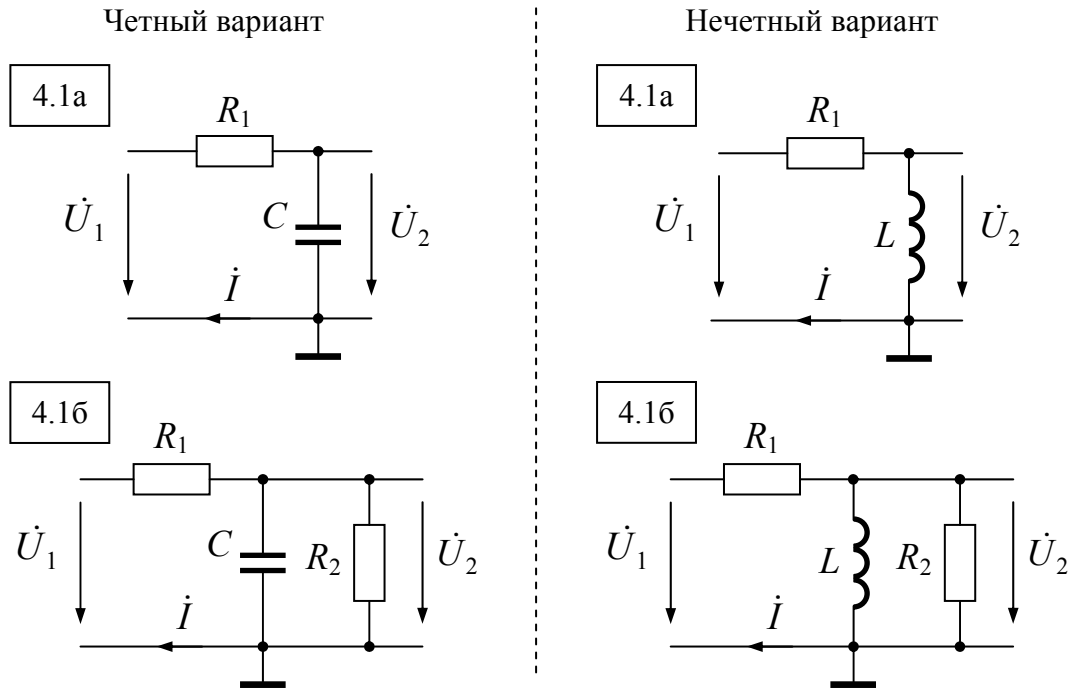 Четный вариант
Нечетный вариант
4.1а
R₁
U̇₁
C
U̇₂
İ
4.1а
R₁
U̇₁
L
U̇₂
İ
4.1б
R₁
U̇₁
C
R₂
U̇₂
İ
4.1б
R₁
U̇₁
L
R₂
U̇₂
İ